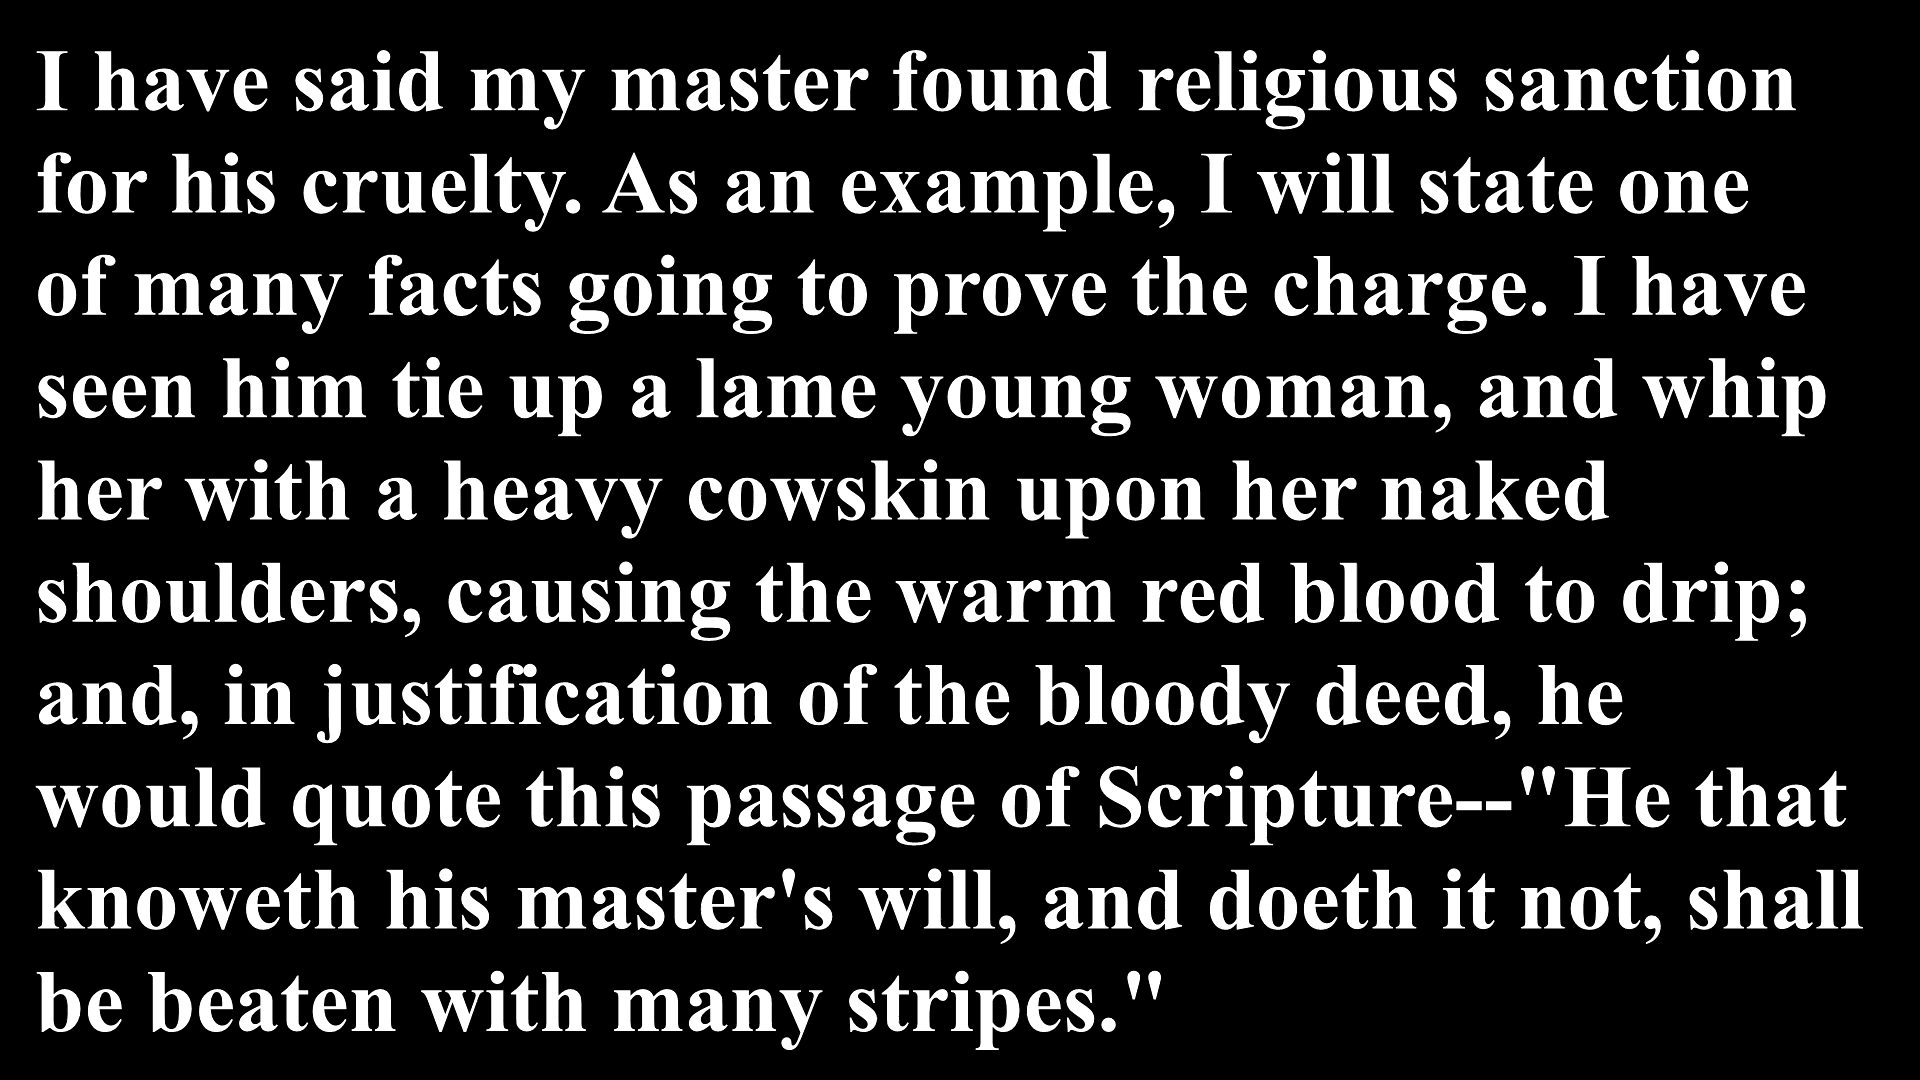 I have said my master found religious sanction
for his cruelty. As an example, I will state one
of many facts going to prove the charge. I have
seen him tie up a lame young woman, and whip
her with a heavy cowskin upon her naked
shoulders, causing the warm red blood to drip;
and, in justification of the bloody deed, he
would quote this passage of Scripture--"He that
knoweth his master's will, and doeth it not, shall
be beaten with many stripes."